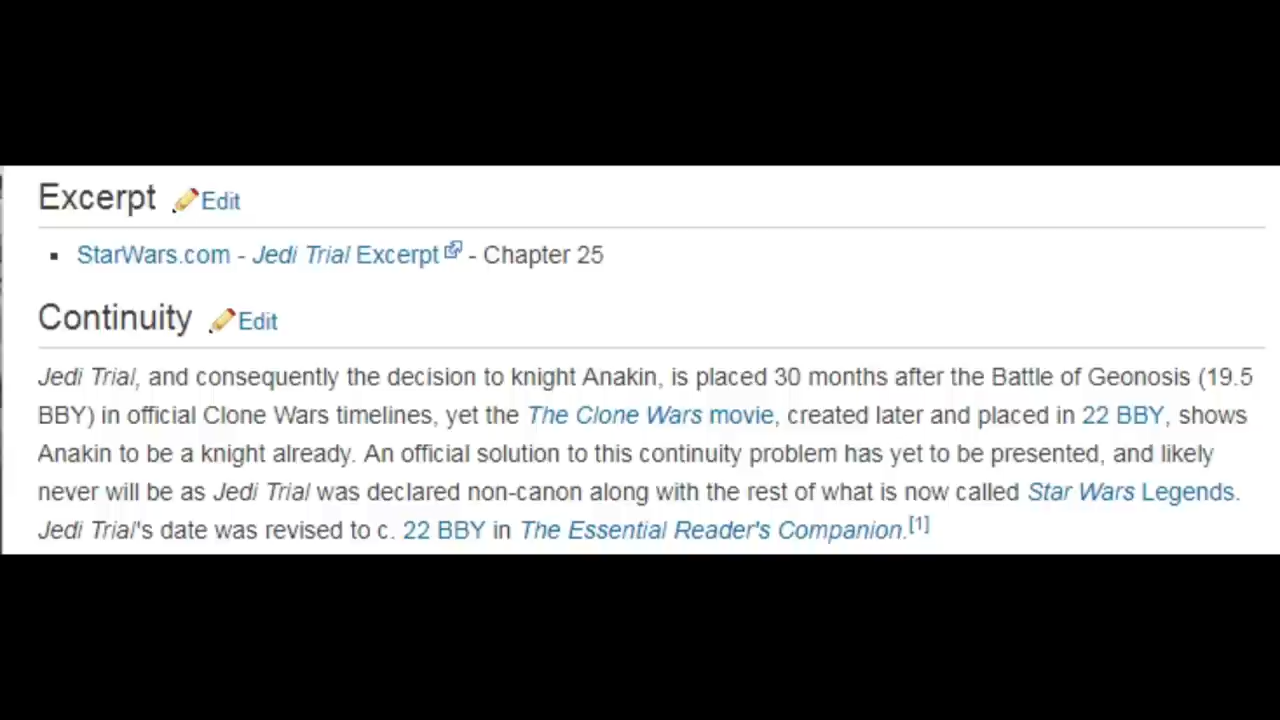 Excerpt Edit
StarWars.com - Jedi Trial Excerpt - Chapter 25
Continuity Edit
Jedi Trial, and consequently the decision to knight Anakin, is placed 30 months after the Battle of Geonosis (19.5
BBY) in official Clone Wars timelines, yet the The Clone Wars movie, created later and placed in 22 BBY, shows
Anakin to be a knight already. An official solution to this continuity problem has yet to be presented, and likely
never will be as Jedi Trial was declared non-canon along with the rest of what is now called Star Wars Legends.
Jedi Trial's date was revised to c. 22 BBY in The Essential Reader's Companion.[1]